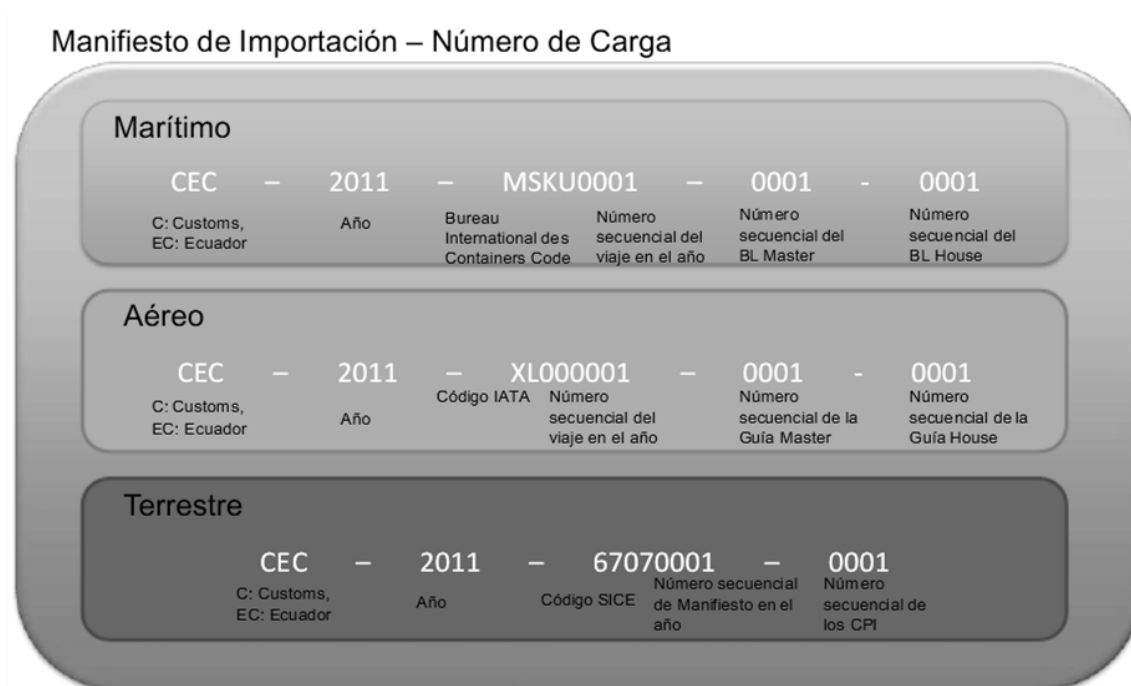 Manifiesto de Importación – Número de Carga
Marítimo
CEC – 2011 – MSKU0001 – 0001 - 0001
C: Customs,
EC: Ecuador
Año
Bureau
International des
Containers Code
Número
secuencial del
viaje en el año
Número
secuencial del
BL Master
Número
secuencial del
BL House
Aéreo
CEC – 2011 – XL000001 – 0001 - 0001
C: Customs,
EC: Ecuador
Año
Código IATA
Número
secuencial del
viaje en el año
Número
secuencial de la
Guía Master
Número
secuencial de la
Guía House
Terrestre
CEC – 2011 – 67070001 – 0001
C: Customs,
EC: Ecuador
Año
Código SICE
Número secuencial
de Manifiesto en el
año
Número
secuencial de
los CPI